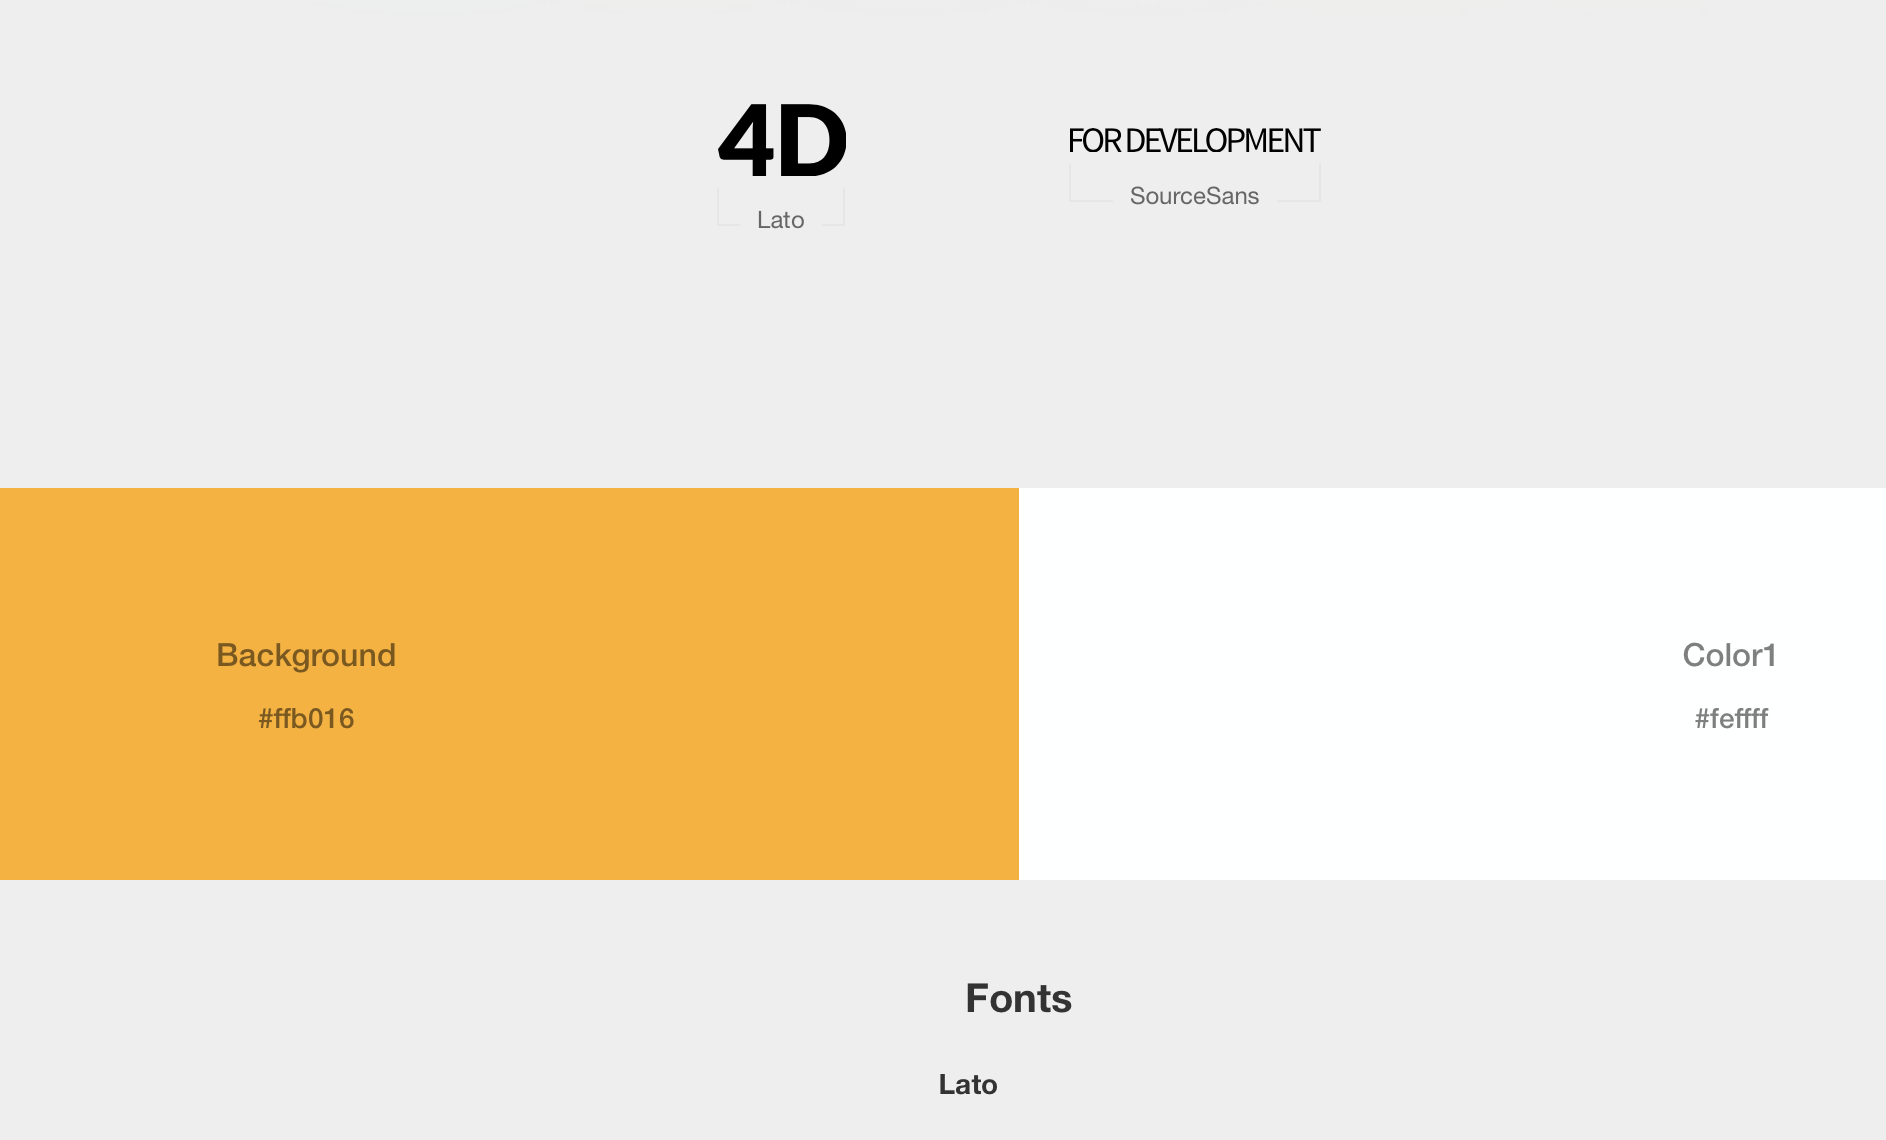 4D
FOR DEVELOPMENT
Lato
SourceSans
Background
Color1
#ffb016
#feffff
Fonts
Lato